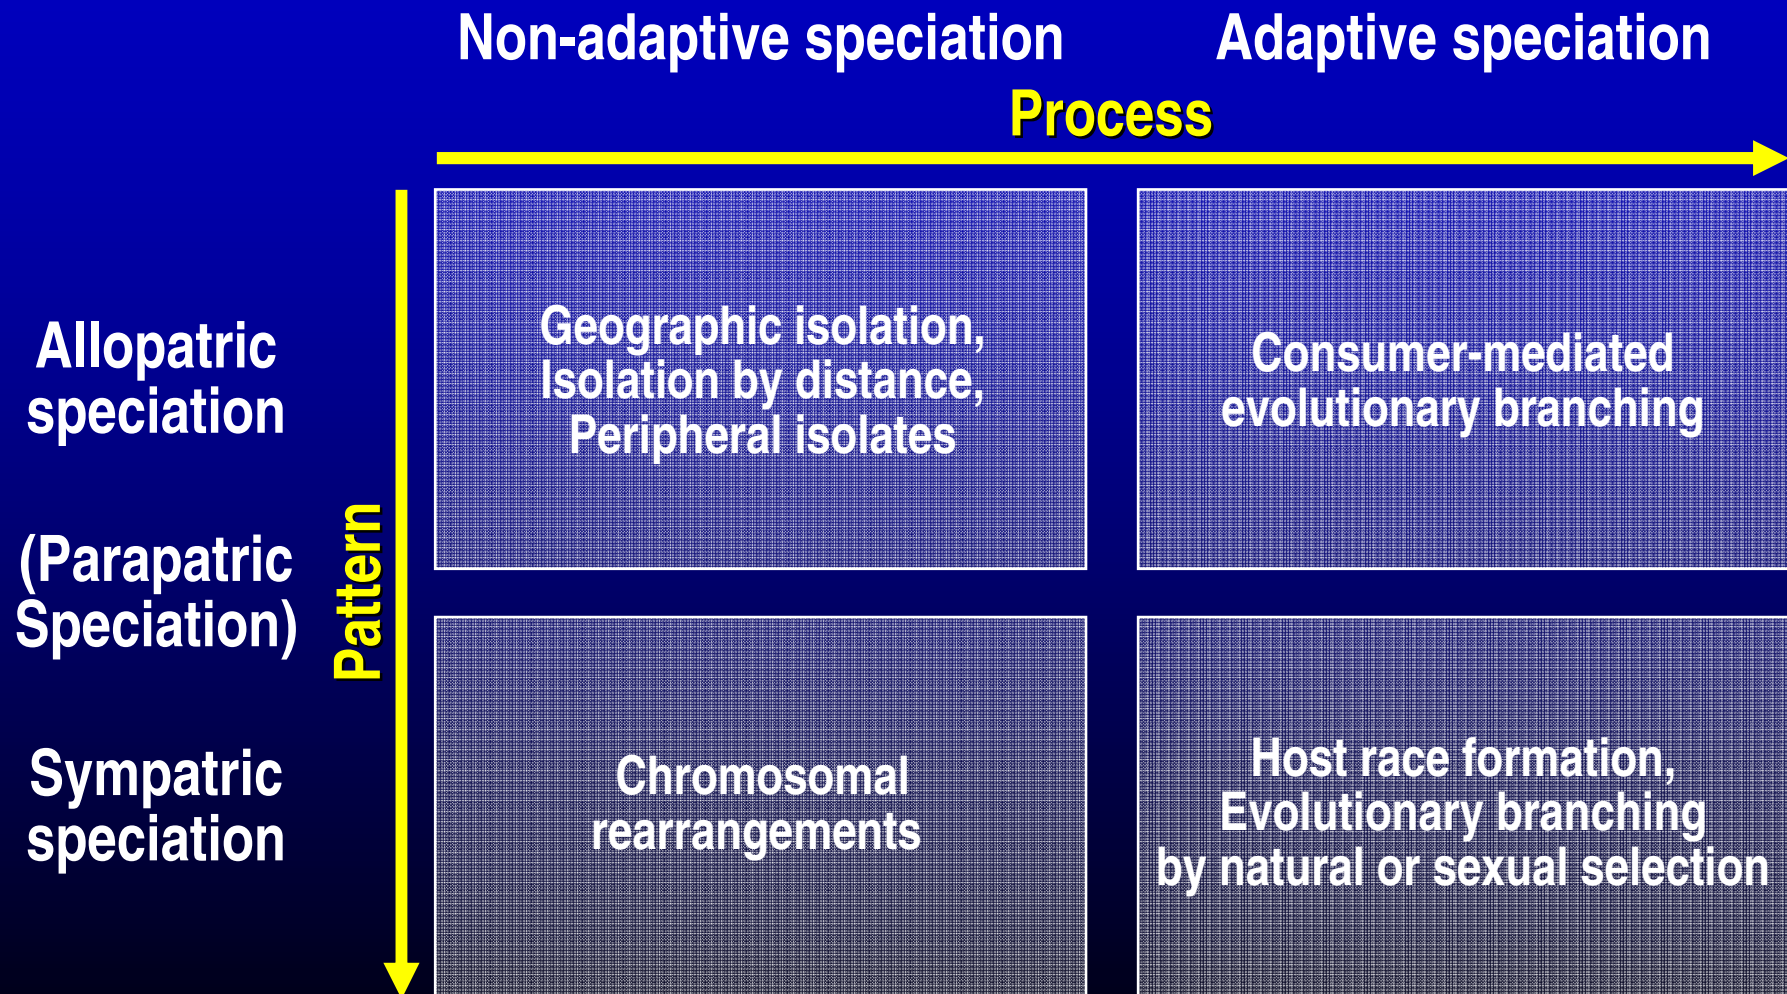 Non-adaptive speciation
Adaptive speciation
Process
Pattern
Allopatric
speciation
Geographic isolation,
Isolation by distance,
Peripheral isolates
Consumer-mediated
evolutionary branching
(Parapatric
Speciation)
Sympatric
speciation
Chromosomal
rearrangements
Host race formation,
Evolutionary branching
by natural or sexual selection